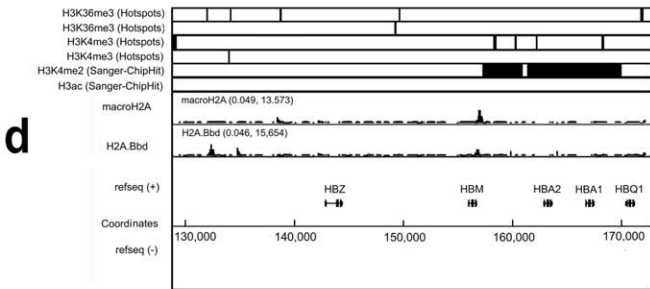 H3K36me3 (Hotspots)
H3K36me3 (Hotspots)
H3K4me3 (Hotspots)
H3K4me3 (Hotspots)
H3K4me2 (Sanger-ChipHit)
H3ac (Sanger-ChipHit)
macroH2A
macroH2A (0.049, 13.573)
d
H2A.Bbd
H2A.Bbd (0.046, 15,654)
refseq (+)
HBZ HBM HBA2 HBA1 HBQ1
Coordinates
130,000 140,000 150,000 160,000 170,000
refseq (-)